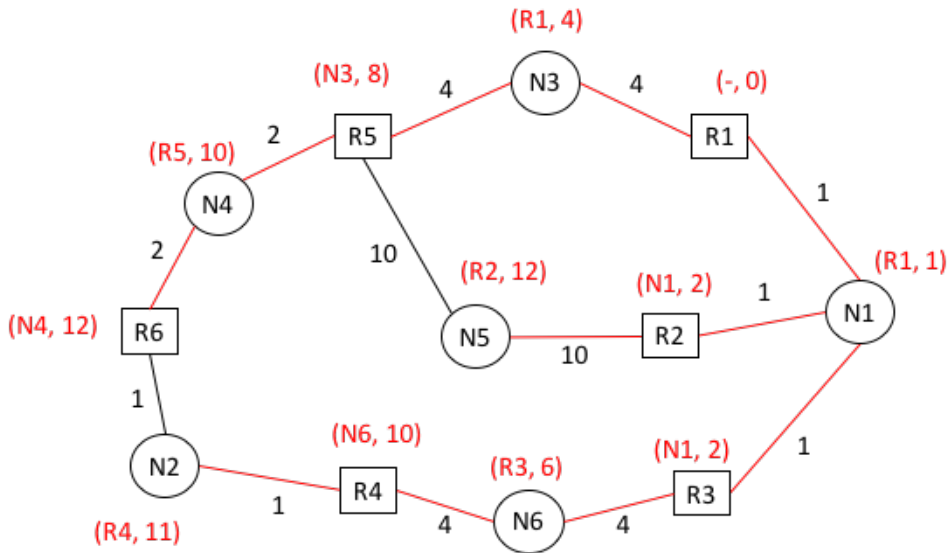 (R1, 4)
(N3, 8)
4
N3
4
(-, 0)
2
R5
R1
(R5, 10)
N4
1
2
10
(R2, 12)
(N1, 2)
(R1, 1)
1
N1
(N4, 12)
R6
N5
R2
10
1
(N6, 10)
(N1, 2)
1
N2
(R3, 6)
R4
R3
1
4
N6
4
(R4, 11)